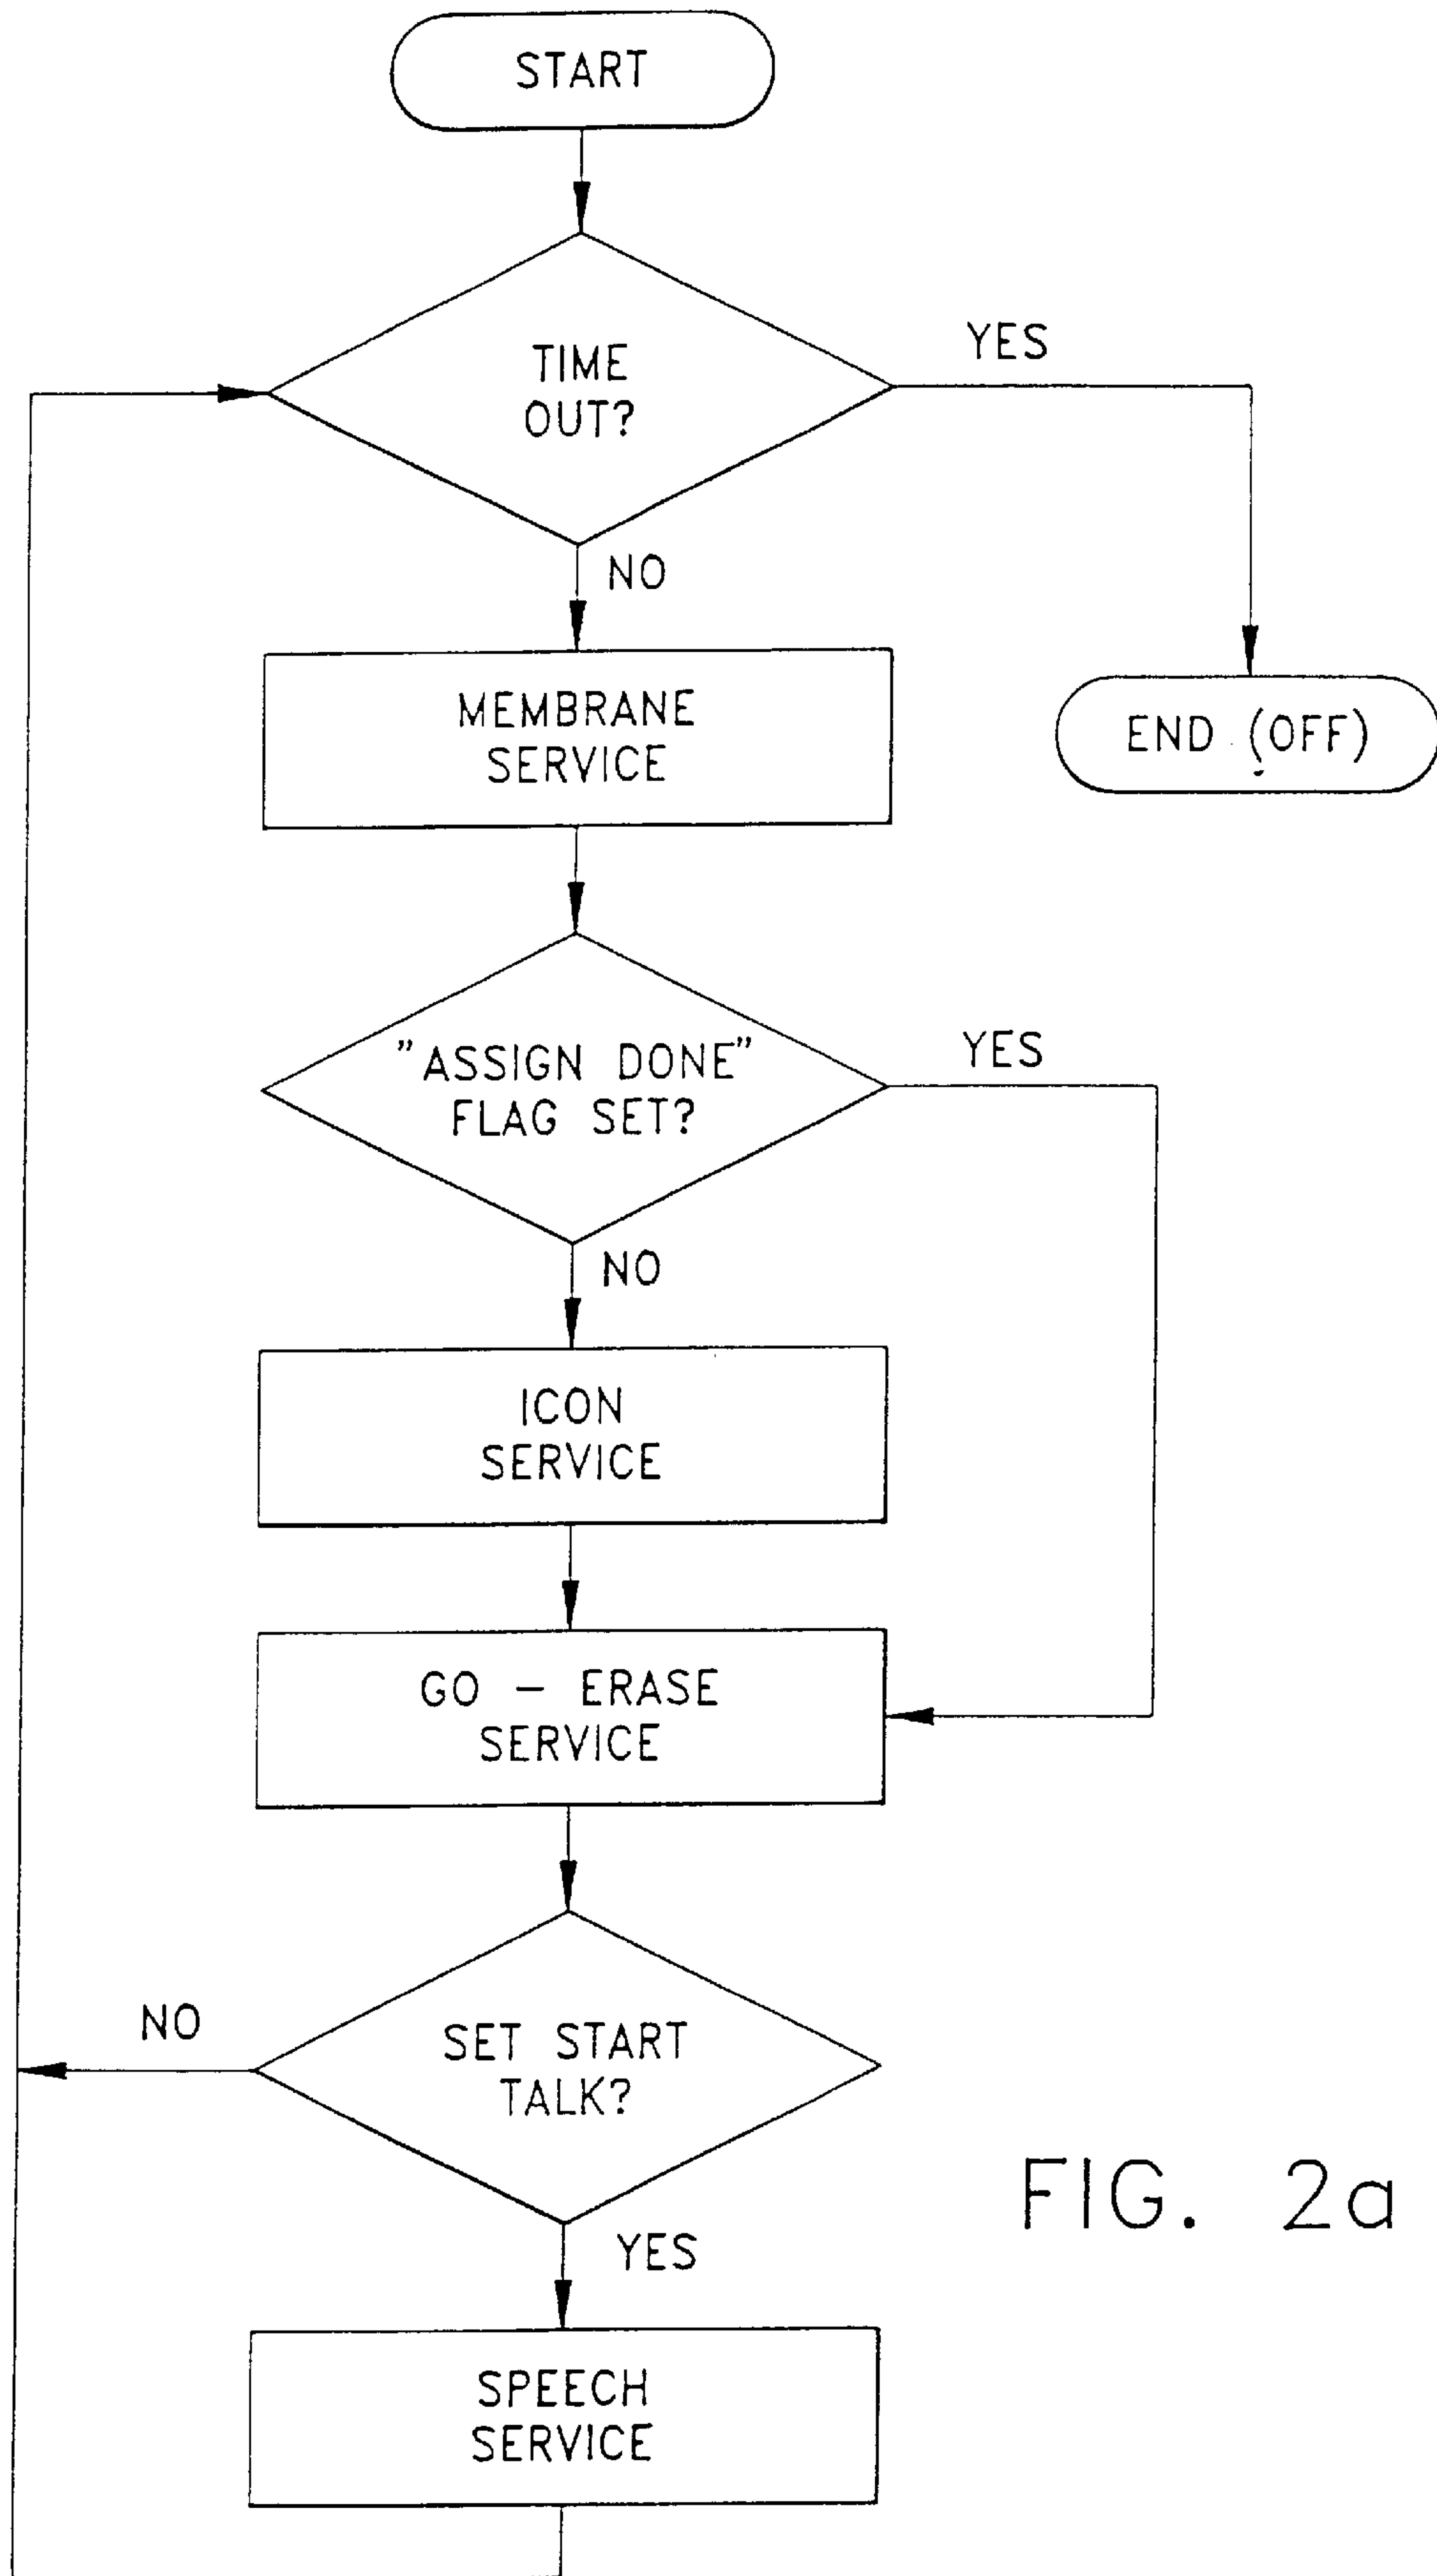 START
TIME
OUT?
YES
NO
MEMBRANE
SERVICE
END (OFF)
"ASSIGN DONE"
FLAG SET?
YES
NO
ICON
SERVICE
GO - ERASE
SERVICE
NO
SET START
TALK?
YES
FIG. 2a
SPEECH
SERVICE